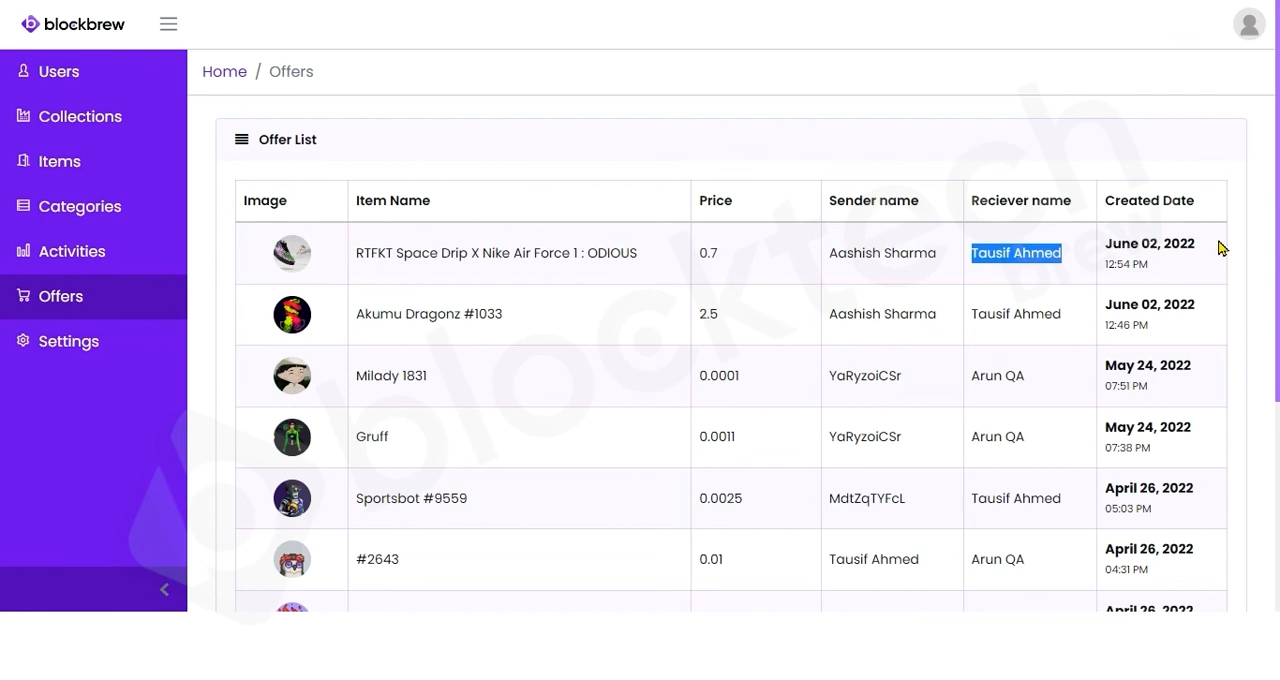 blockbrew
Users
Collections
Items
Categories
Activities
Offers
Settings
Home / Offers
Offer List
Image Item Name Price Sender name Reciever name Created Date
RTFKT Space Drip X Nike Air Force 1 : ODIOUS 0.7 Aashish Sharma Tausif Ahmed June 02, 2022
12:54 PM
Akumu Dragonz #1033 2.5 Aashish Sharma Tausif Ahmed June 02, 2022
12:46 PM
Milady 1831 0.0001 YaRyzoiCSr Arun QA May 24, 2022
07:51 PM
Gruff 0.0011 YaRyzoiCSr Arun QA May 24, 2022
07:38 PM
Sportsbot #9559 0.0025 MdtZqTYFcL Tausif Ahmed April 26, 2022
05:03 PM
#2643 0.01 Tausif Ahmed Arun QA April 26, 2022
04:31 PM
April 26, 2022
blocktech
brew